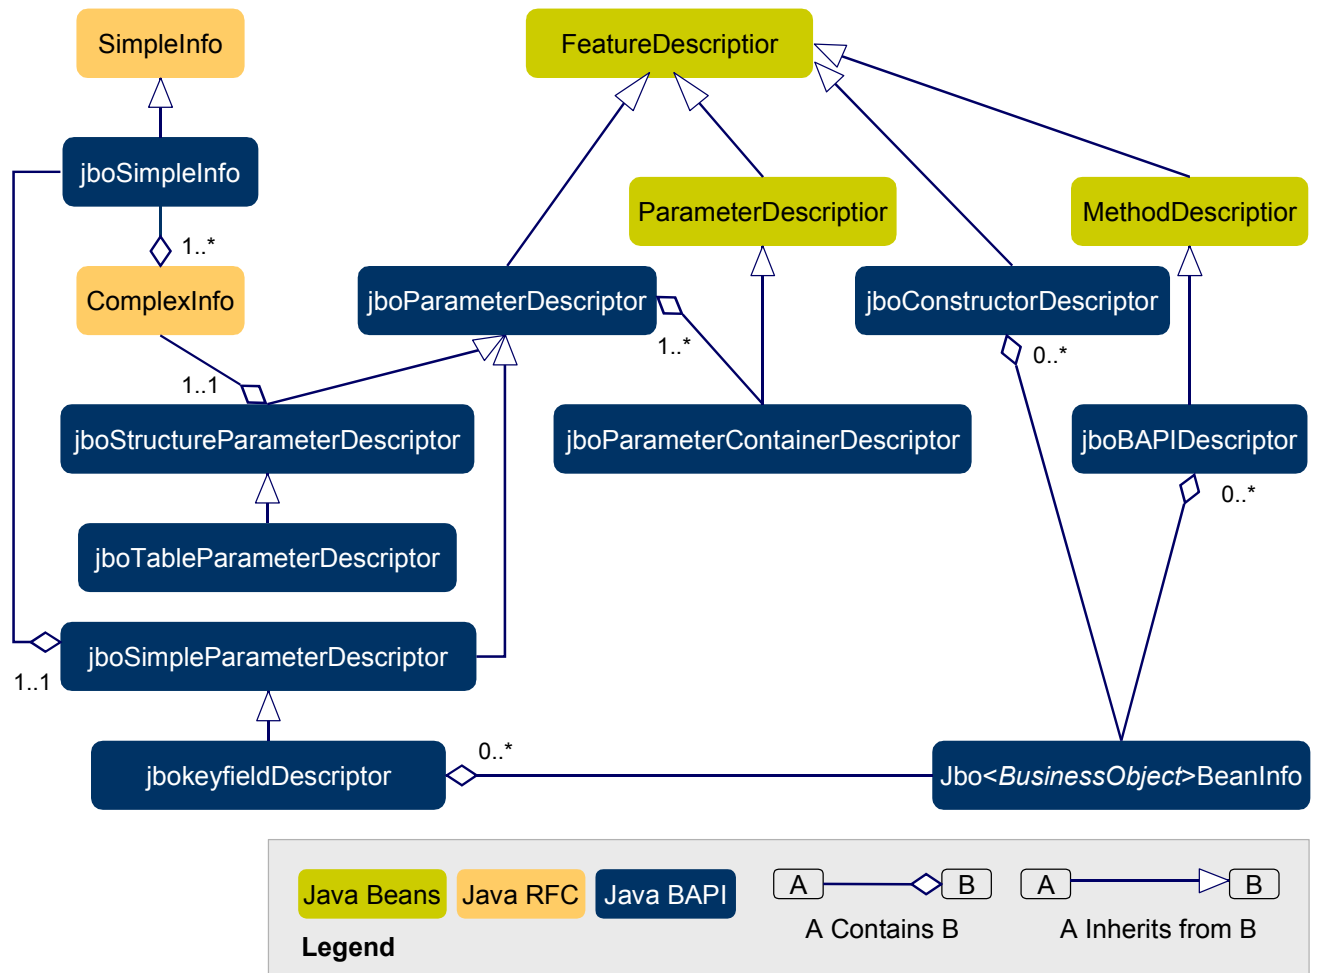 SimpleInfo
FeatureDescriptior
jboSimpleInfo
ParameterDescriptior
MethodDescriptior
1..*
ComplexInfo
jboParameterDescriptor
jboConstructorDescriptor
1..*
0..*
1..1
jboStructureParameterDescriptor
jboParameterContainerDescriptor
jboBAPIDescriptor
0..*
jboTableParameterDescriptor
jboSimpleParameterDescriptor
1..1
0..*
jbokeyfieldDescriptor
Jbo<BusinessObject>BeanInfo
Java Beans
Java RFC
Java BAPI
A
B
A
B
A Contains B
A Inherits from B
Legend